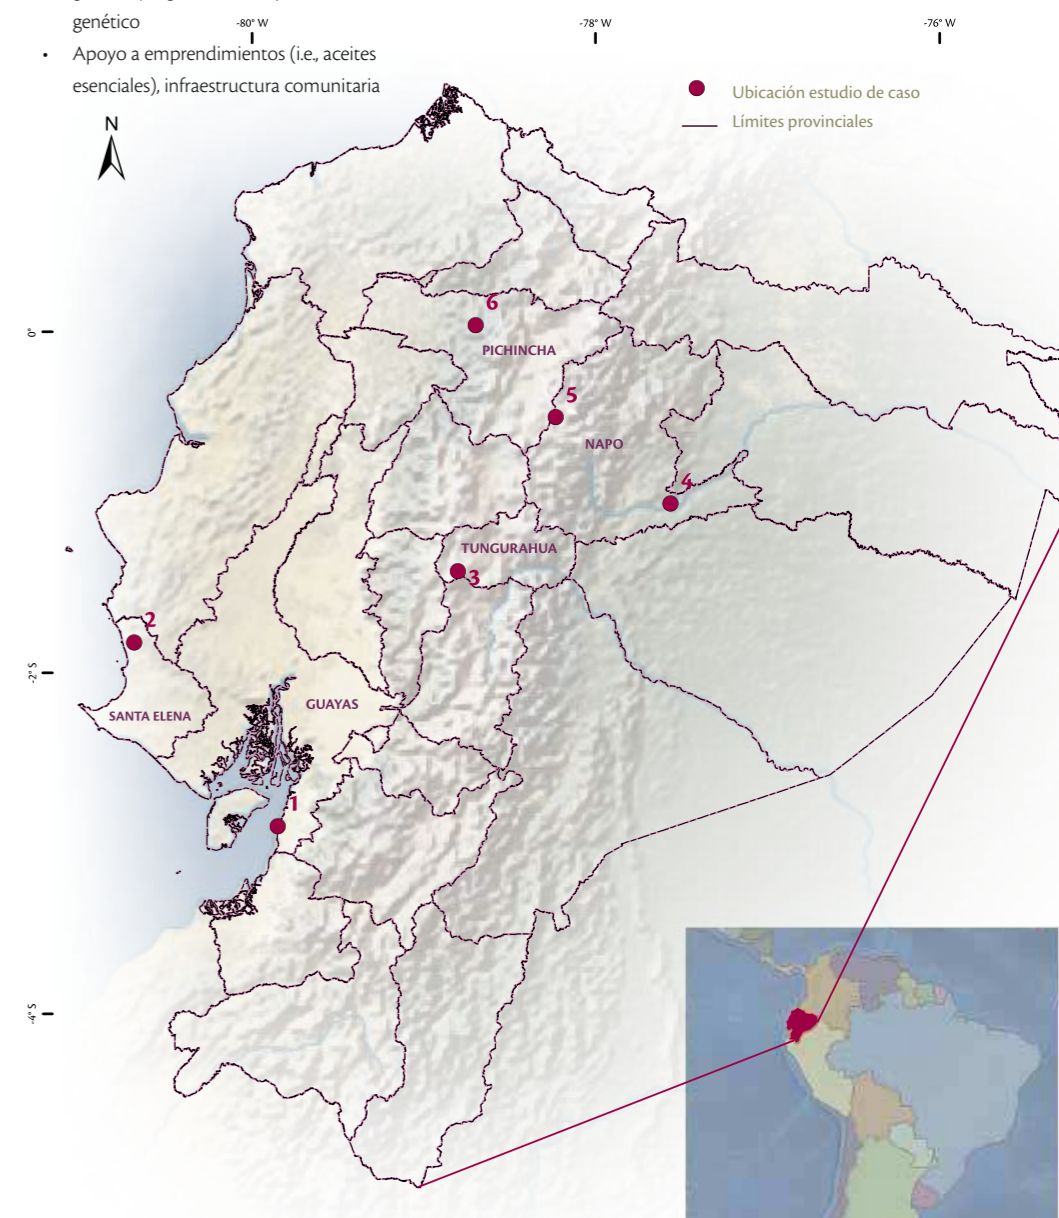 genético
• Apoyo a emprendimientos (i.e., aceites
esenciales), infraestructura comunitaria
-80° W
-78° W
-76° W
N
Ubicación estudio de caso
Límites provinciales
0°
-2°S
-4°S
6
PICHINCHA
5
NAPO
4
TUNGURAHUA
3
2
SANTA ELENA
GUAYAS
1